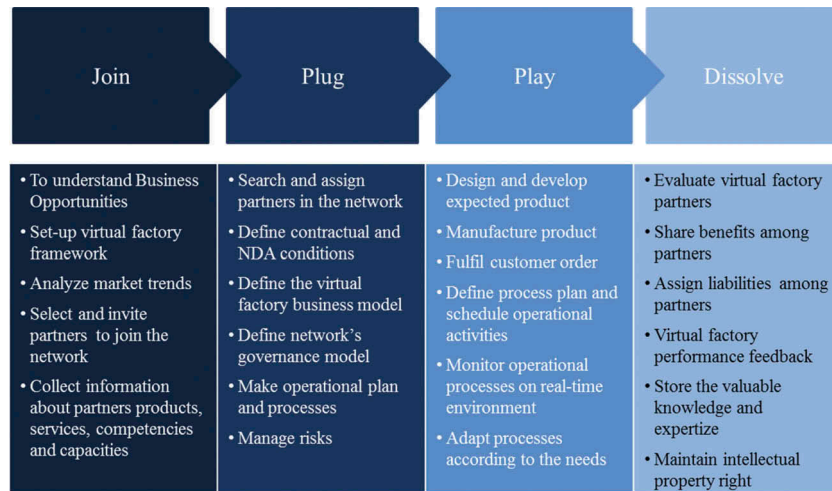 Join
Plug
Play
Dissolve
• To understand Business
Opportunities
• Set-up virtual factory
framework
• Analyze market trends
• Select and invite
partners to join the
network
• Collect information
about partners products,
services, competencies
and capacities
• Search and assign
partners in the network
• Define contractual and
NDA conditions
• Define the virtual
factory business model
• Define network's
governance model
• Make operational plan
and processes
• Manage risks
• Design and develop
expected product
• Manufacture product
• Fulfil customer order
• Define process plan and
schedule operational
activities
• Monitor operational
processes on real-time
environment
• Adapt processes
according to the needs
• Evaluate virtual factory
partners
• Share benefits among
partners
• Assign liabilities among
partners
• Virtual factory
performance feedback
• Store the valuable
knowledge and
expertize
• Maintain intellectual
property right